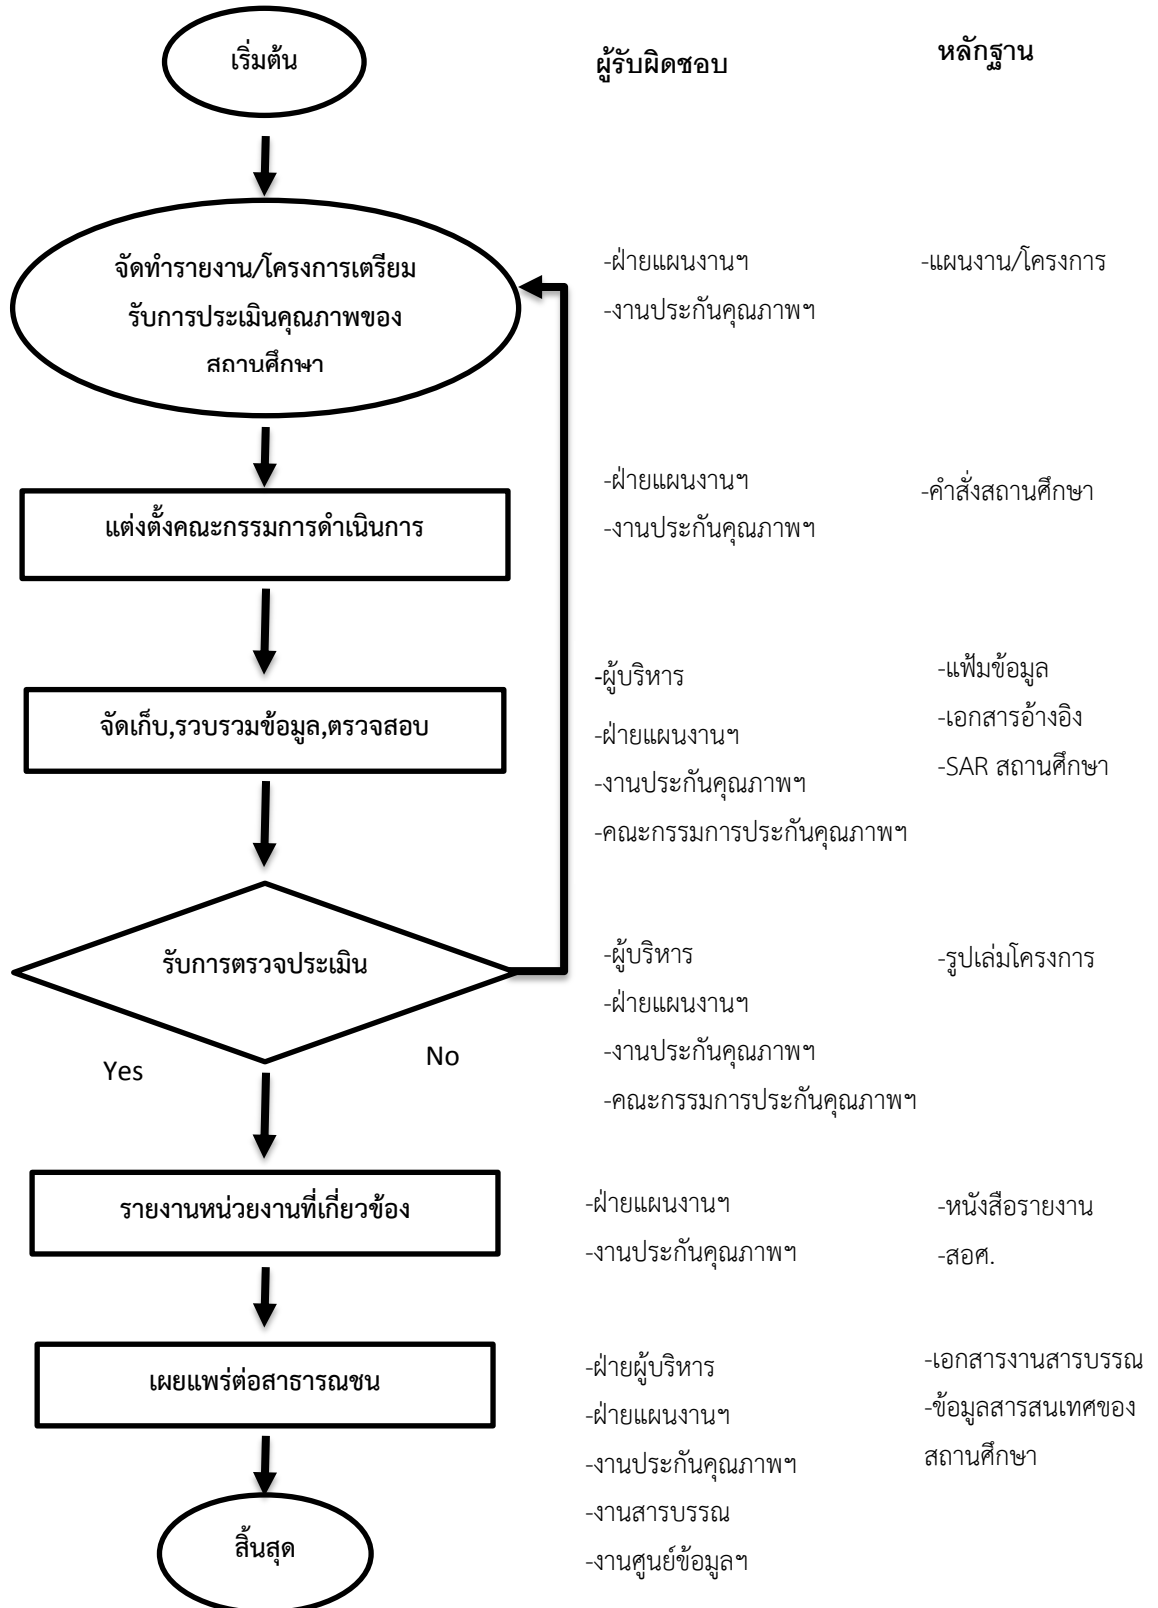 เริ่มต้น
ผู้รับผิดชอบ
หลักฐาน
จัดทำรายงาน/โครงการเตรียม
รับการประเมินคุณภาพของ
สถานศึกษา
-ฝ่ายแผนงานฯ
-งานประกันคุณภาพฯ
-แผนงาน/โครงการ
แต่งตั้งคณะกรรมการดำเนินการ
-ฝ่ายแผนงานฯ
-งานประกันคุณภาพฯ
-คำสั่งสถานศึกษา
จัดเก็บ,รวบรวมข้อมูล,ตรวจสอบ
-ผู้บริหาร
-ฝ่ายแผนงานฯ
-งานประกันคุณภาพฯ
-คณะกรรมการประกันคุณภาพฯ
-แฟ้มข้อมูล
-เอกสารอ้างอิง
-SAR สถานศึกษา
รับการตรวจประเมิน
Yes
No
-ผู้บริหาร
-ฝ่ายแผนงานฯ
-งานประกันคุณภาพฯ
-คณะกรรมการประกันคุณภาพฯ
-รูปเล่มโครงการ
รายงานหน่วยงานที่เกี่ยวข้อง
-ฝ่ายแผนงานฯ
-งานประกันคุณภาพฯ
-หนังสือรายงาน
-สอศ.
เผยแพร่ต่อสาธารณชน
-ฝ่ายผู้บริหาร
-ฝ่ายแผนงานฯ
-งานประกันคุณภาพฯ
-งานสารบรรณ
-งานศูนย์ข้อมูลฯ
-เอกสารงานสารบรรณ
-ข้อมูลสารสนเทศของ
สถานศึกษา
สิ้นสุด